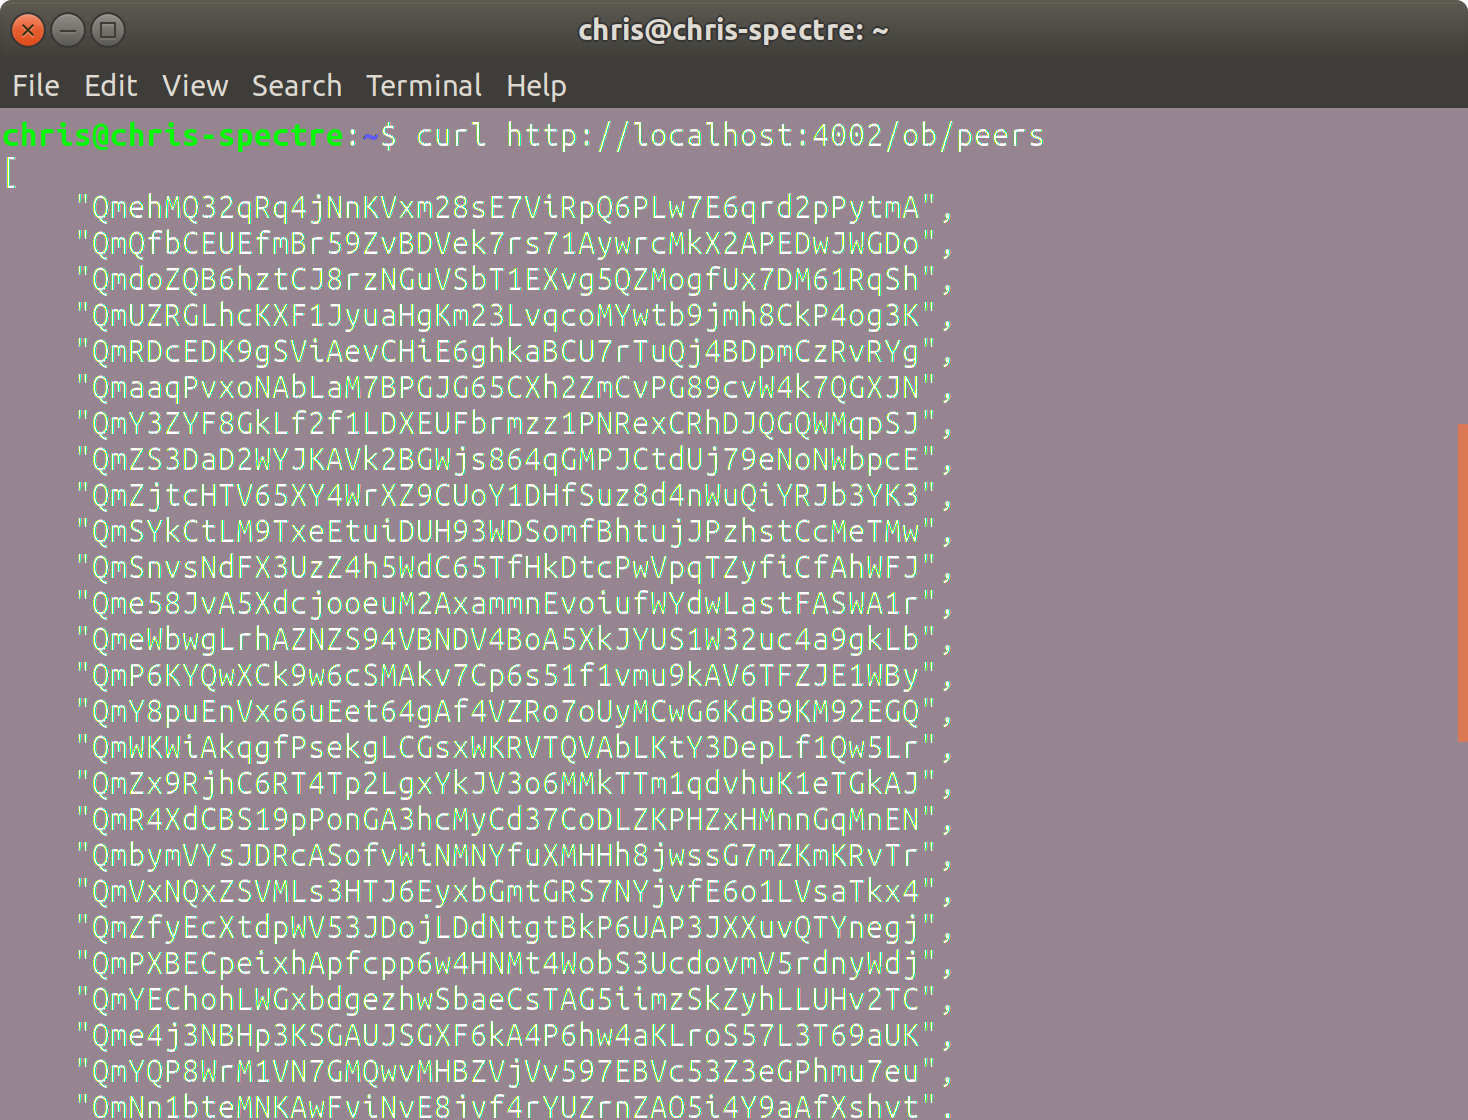 chris@chris-spectre: ~
File Edit View Search Terminal Help
chris@chris-spectre:~$ curl http://localhost:4002/ob/peers
[
"QmehMQ32qRq4jNnKVxm28sE7ViRpQ6PLw7E6qrd2pPytmA",
"QmQfbCEUEfmBr59ZvBDVek7rs71AywrcMkX2APEDwJWGDo",
"QmdoZQB6hztCJ8rzNGuVSbT1EXvg5QZMogfUx7DM61RqSh",
"QmUZRGLhcKXF1JyuaHgKm23LvqcoMYwtb9jmh8CkP4og3K",
"QmRDcEDK9gSViAevCHiE6ghkaBCU7rTuQj4BDpmCzRvRYg",
"QmaaqPvxoNAbLaM7BPGJG65CXh2ZmCvPG89cvW4k7QGXJN",
"QmY3ZYF8GkLf2f1LDXEUFbrmzz1PNRexCRhDJQGQWMqpSJ",
"QmZS3DaD2WYJKAVk2BGWjs864qGMPJCtdUj79eNoNWbpcE",
"QmZjtcHTV65XY4WrXZ9CUoY1DHfSuz8d4nWuQiYRJb3YK3",
"QmSYkCtLM9TxeEtuiDUH93WDSomfBhtujJPzhstCcMeTMw",
"QmSnvsNdFX3UzZ4h5WdC65TfHkDtcPwVpqTZyfiCfAhWFJ",
"Qme58JvA5XdcjooeuM2AxammnEvoiufWYdwLastFASWA1r",
"QmeWbwgLrhAZNZS94VBNDV4BoA5XkJYUS1W32uc4a9gkLb",
"QmP6KYQwXCk9w6cSMAkv7Cp6s51f1vmu9kAV6TFZJE1WBy",
"QmY8puEnVx66uEet64gAf4VZRo7oUyMCwG6KdB9KM92EGQ",
"QmWKWiAkqgfPsekgLCGsxWKRVTQVAbLKtY3DepLf1Qw5Lr",
"QmZx9RjhC6RT4Tp2LgxYkJV3o6MMkTTm1qdvhuK1eTGkAJ",
"QmR4XdCBS19pPonGA3hcMyCd37CoDLZKPHZxHMnnGqMnEN",
"QmbymVYsJDRcASofvWiNMNYfuXMHHh8jwssG7mZKmKRvTr",
"QmVxNQxZSVMLs3HTJ6EyxbGmtGRS7NYjvfE6o1LVsaTkx4",
"QmZfyEcXtdpWV53JDojLDdNtgtBkP6UAP3JXXuvQTYnegj",
"QmPXBECpeixhApfcpp6w4HNMt4WobS3UcdovmV5rdnyWdj",
"QmYEChohLWGxbdgezhwSbaeCsTAG5iimzSkZyhLLUHv2TC",
"Qme4j3NBHp3KSGAUJSGXF6kA4P6hw4aKLroS57L3T69aUK",
"QmYQP8WrM1VN7GMQwvMHBZVjVv597EBVc53Z3eGPhmu7eu",
"QmNn1bteMNKAwFviNvE8jvf4rYUZrnZAQ5i4Y9aAfXshvt",